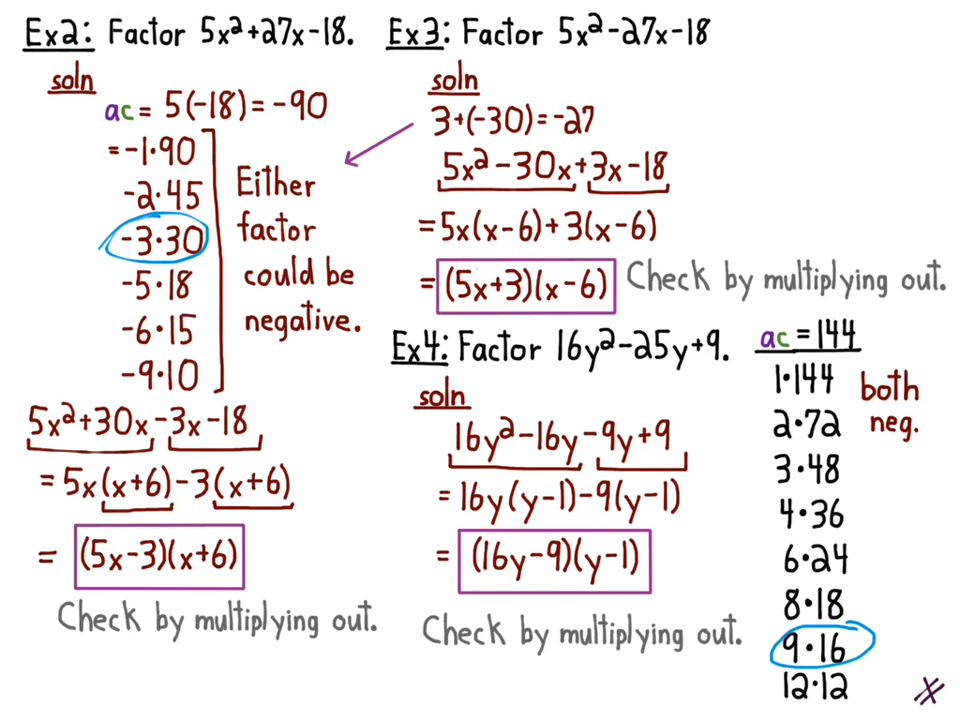 Ex2: Factor 5x²+27x-18.
soln
ac = 5(-18) = -90
= -1·90
-2·45
-3·30
-5·18
-6·15
-9·10
Either
factor
could be
negative.
5x²+30x-3x-18
= 5x(x+6)-3(x+6)
= (5x-3)(x+6)
Check by multiplying out.
Ex3: Factor 5x²-27x-18
soln
3+(-30)=-27
5x²-30x+3x-18
= 5x(x-6)+3(x-6)
= (5x+3)(x-6) Check by multiplying out.
Ex4: Factor 16y²-25y+9.
soln
16y²-16y-9y+9
= 16y(y-1)-9(y-1)
= (16y-9)(y-1)
Check by multiplying out.
ac = 144
1·144
2·72
3·48
4·36
6·24
8·18
9·16
12·12
both
neg.